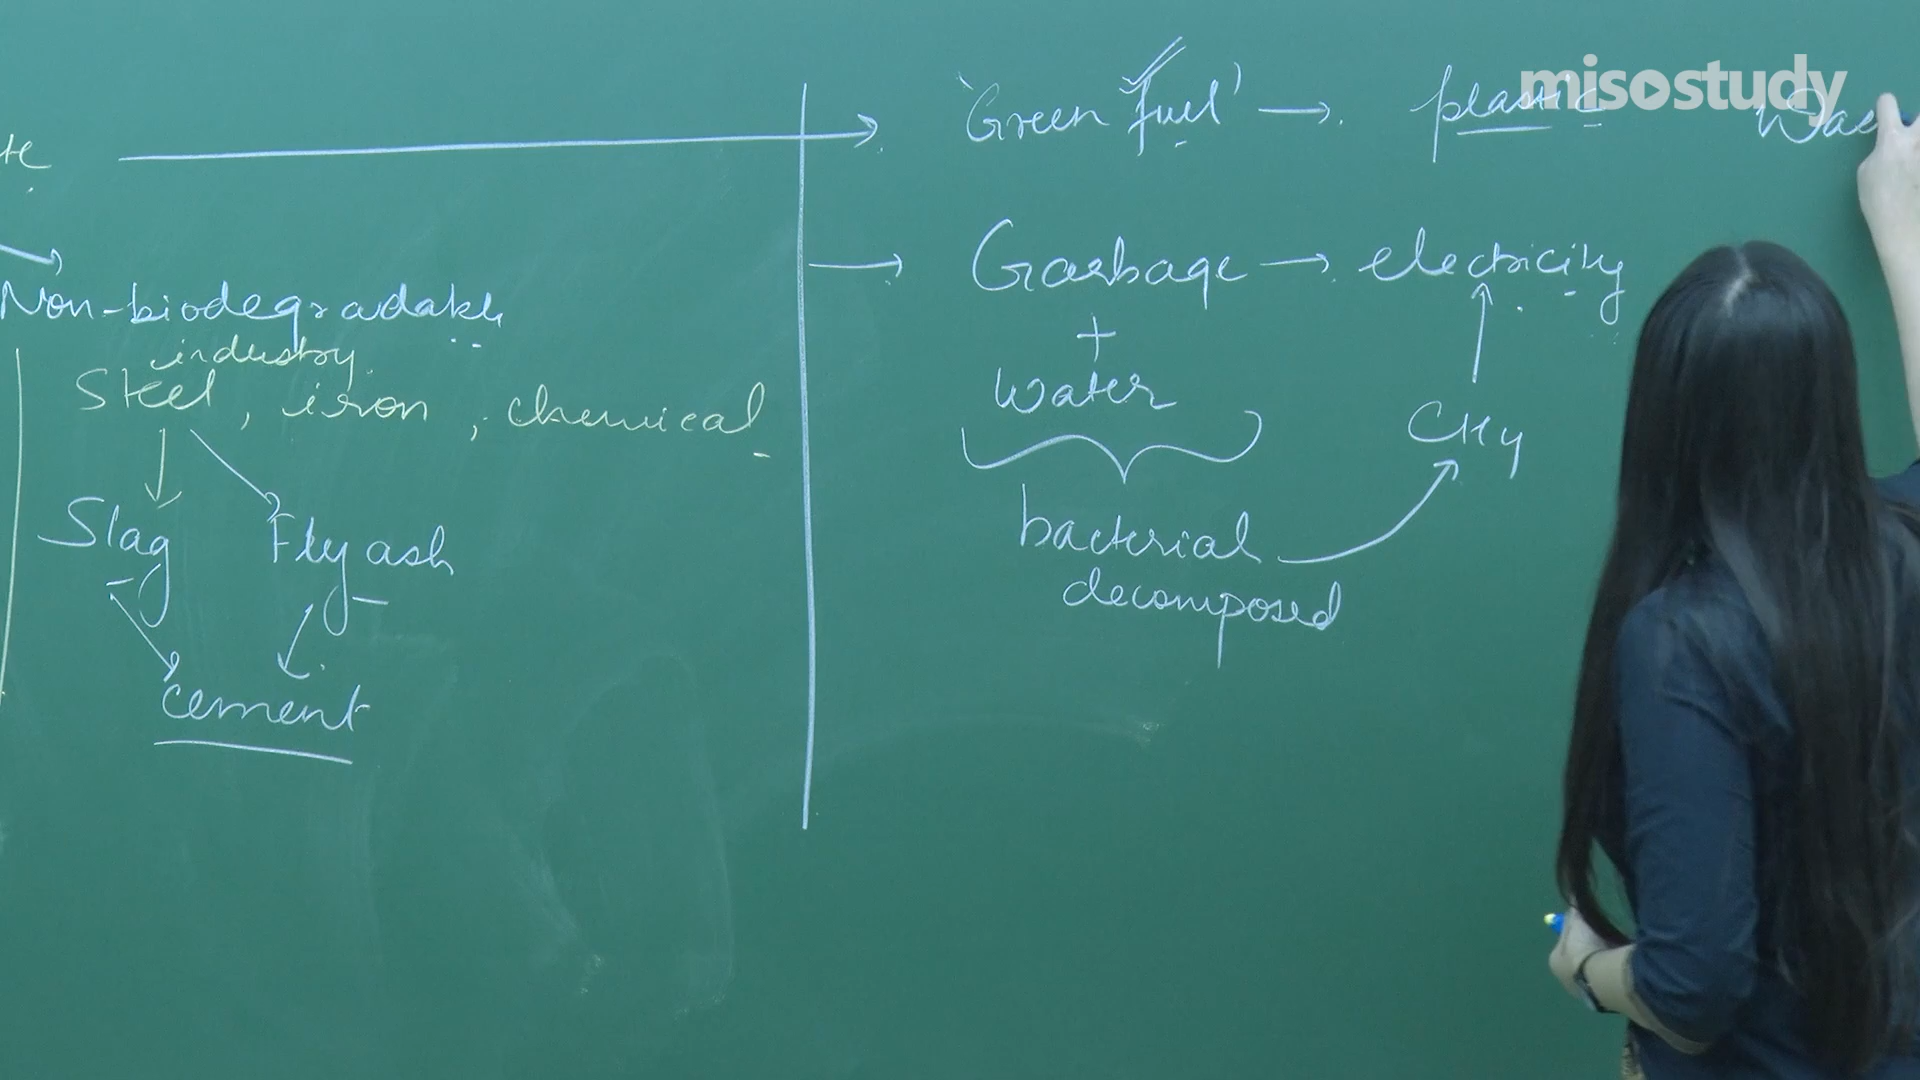 misostudy
'Green fuel' → plastic
Non-biodegradable
industry
Steel, iron, chemical
Slag
Fly ash
cement
Garbage → electricity
+
Water
CH4
bacterial
decomposed